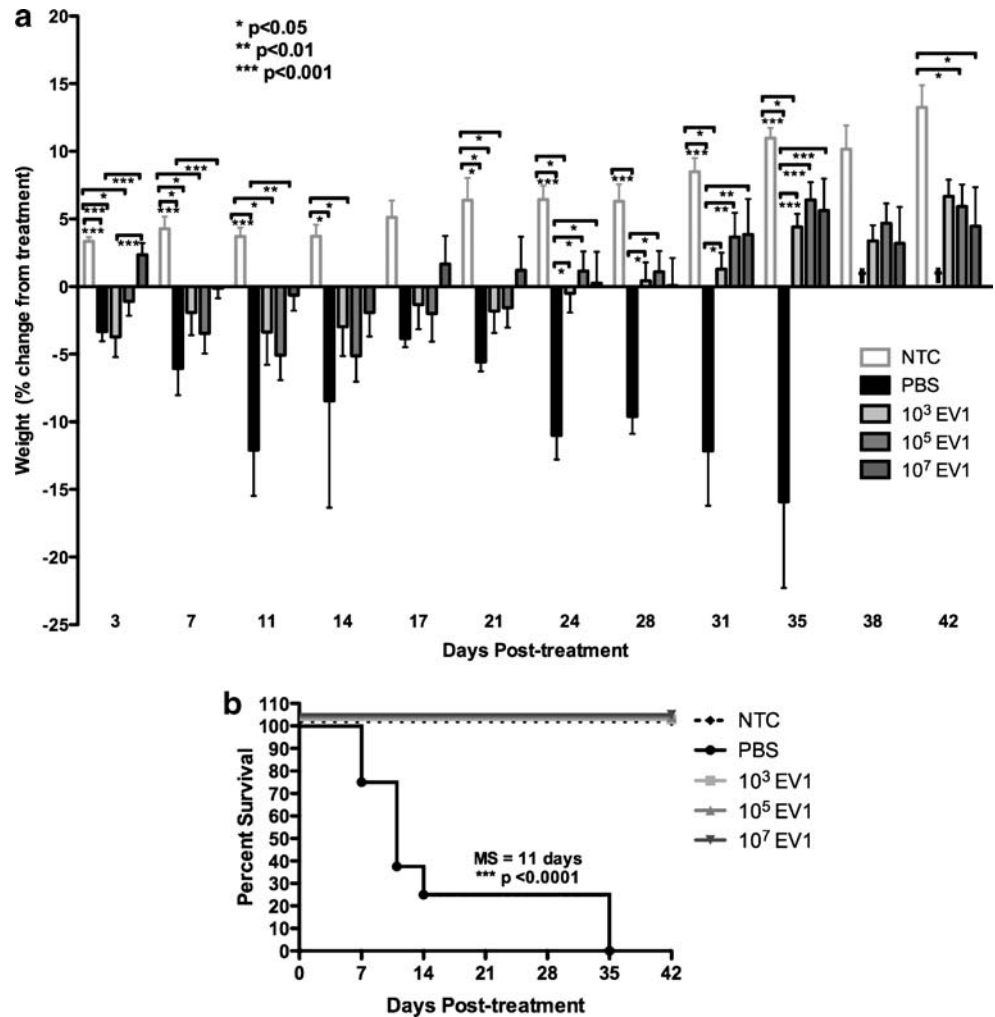 a
* p<0.05
** p<0.01
*** p<0.001
Weight (% change from treatment)
20
15
10
5
0
-5
-10
-15
-20
-25
*** *** * * *** ***
*** * * * ***
*** * **
* *
* * *
*** * * * *
*** * *
*** * * ** **
*** * *** *** ***
* *
NTC
PBS
10³ EV1
10⁵ EV1
10⁷ EV1
3 7 11 14 17 21 24 28 31 35 38 42
Days Post-treatment
b
Percent Survival
110
100
90
80
70
60
50
40
30
20
10
0
MS = 11 days
*** p <0.0001
0 7 14 21 28 35 42
Days Post-treatment
NTC
PBS
10³ EV1
10⁵ EV1
10⁷ EV1